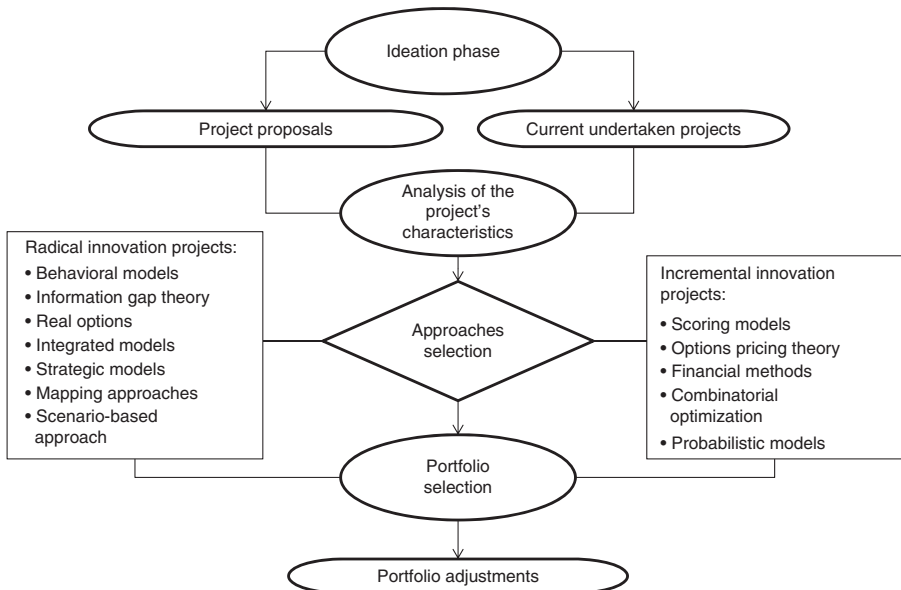 Ideation phase
Project proposals
Current undertaken projects
Analysis of the
project's
characteristics
Radical innovation projects:
• Behavioral models
• Information gap theory
• Real options
• Integrated models
• Strategic models
• Mapping approaches
• Scenario-based
approach
Approaches
selection
Incremental innovation
projects:
• Scoring models
• Options pricing theory
• Financial methods
• Combinatorial
optimization
• Probabilistic models
Portfolio
selection
Portfolio adjustments